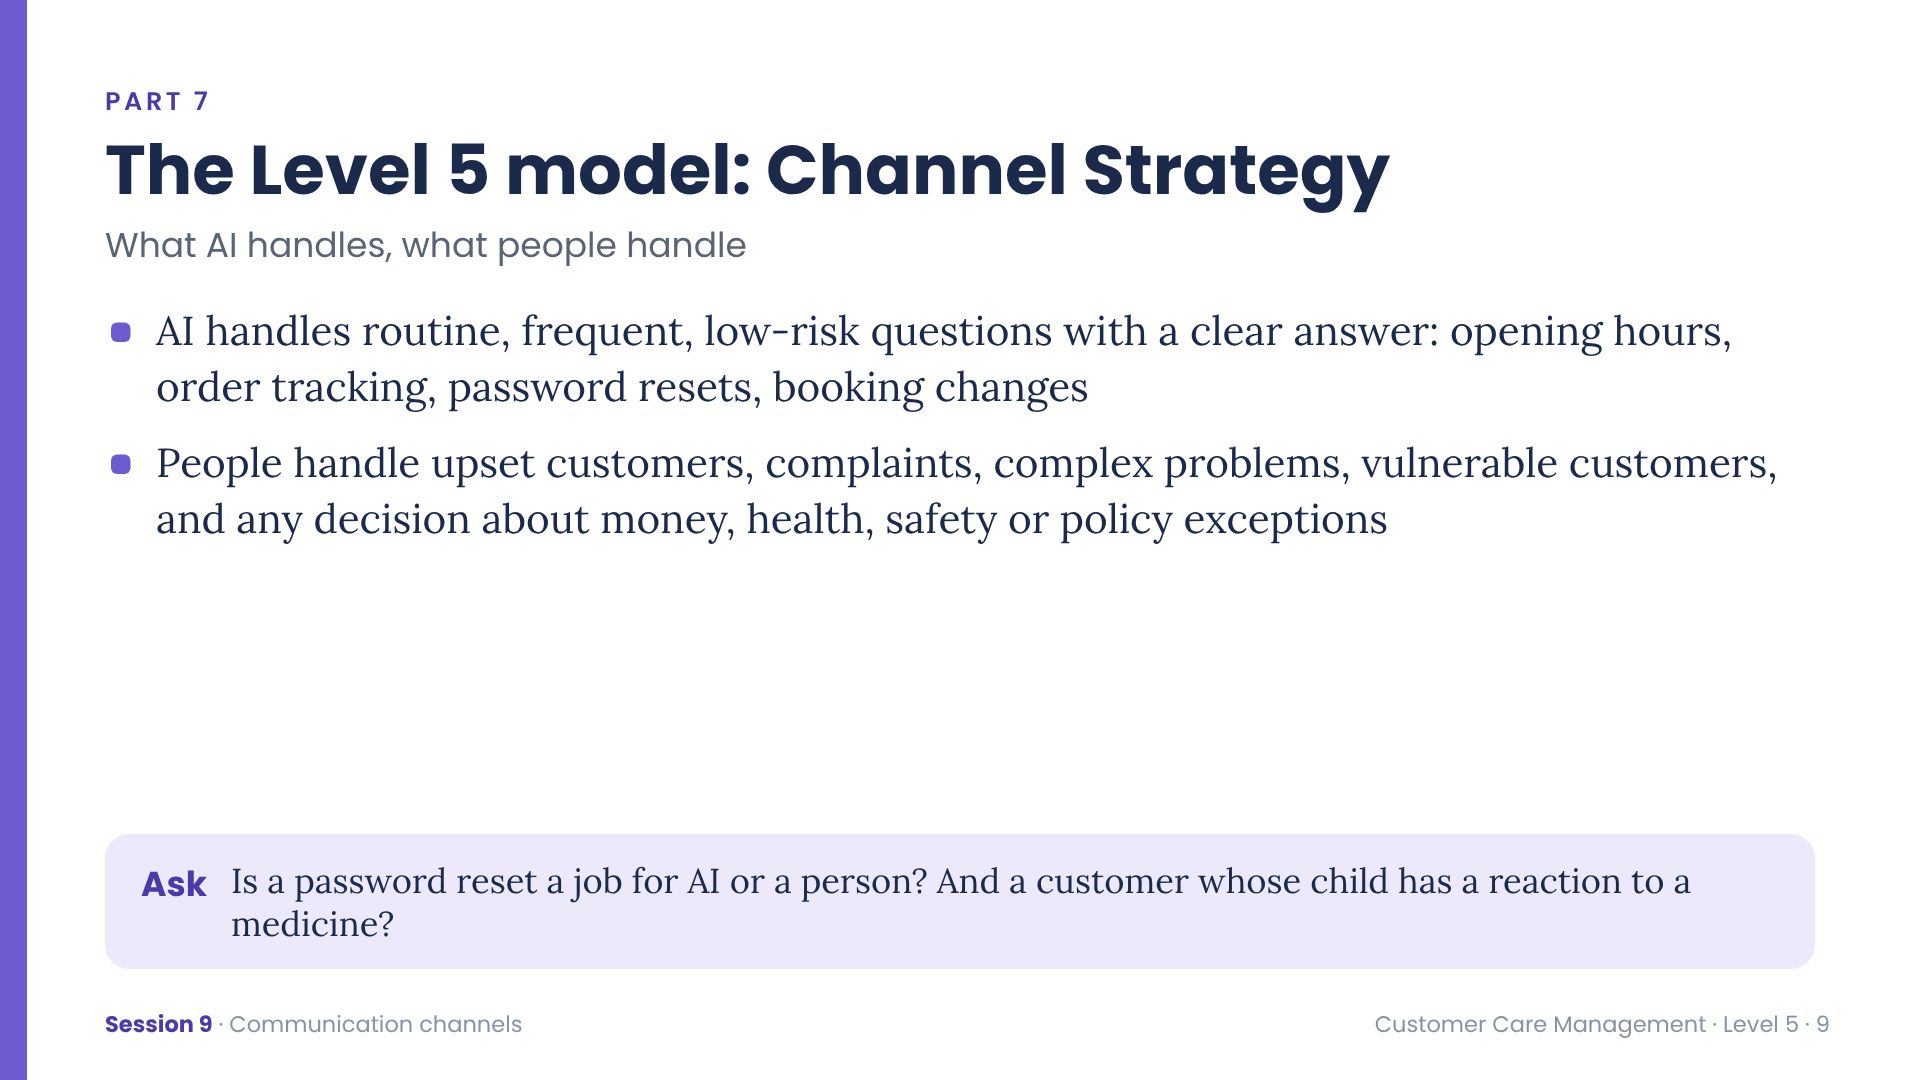 PART 7
The Level 5 model: Channel Strategy
What AI handles, what people handle
AI handles routine, frequent, low-risk questions with a clear answer: opening hours,
order tracking, password resets, booking changes
People handle upset customers, complaints, complex problems, vulnerable customers,
and any decision about money, health, safety or policy exceptions
Ask Is a password reset a job for AI or a person? And a customer whose child has a reaction to a
medicine?
Session 9 · Communication channels
Customer Care Management · Level 5 · 9